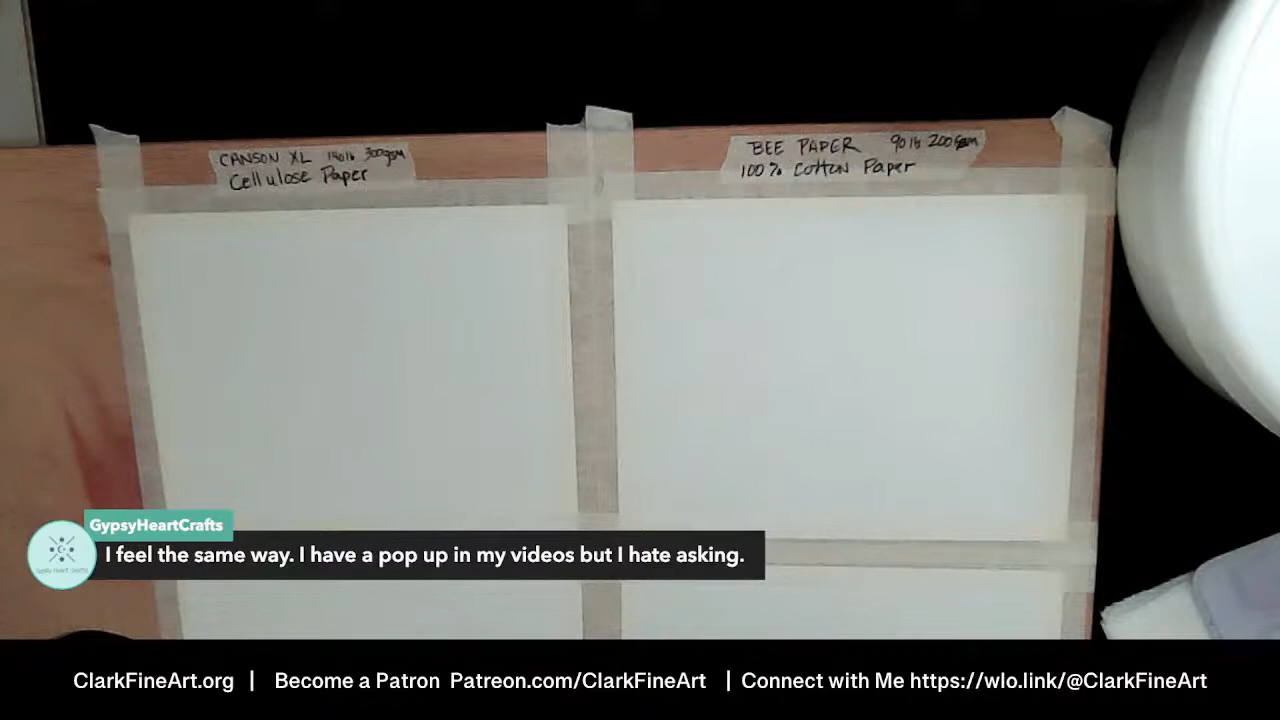 CANSON XL 140lb 300gsm
Cellulose Paper
BEE PAPER 90lb 200gsm
100% Cotton Paper
GypsyHeartCrafts
I feel the same way. I have a pop up in my videos but I hate asking.
ClarkFineArt.org | Become a Patron Patreon.com/ClarkFineArt | Connect with Me https://wlo.link/@ClarkFineArt